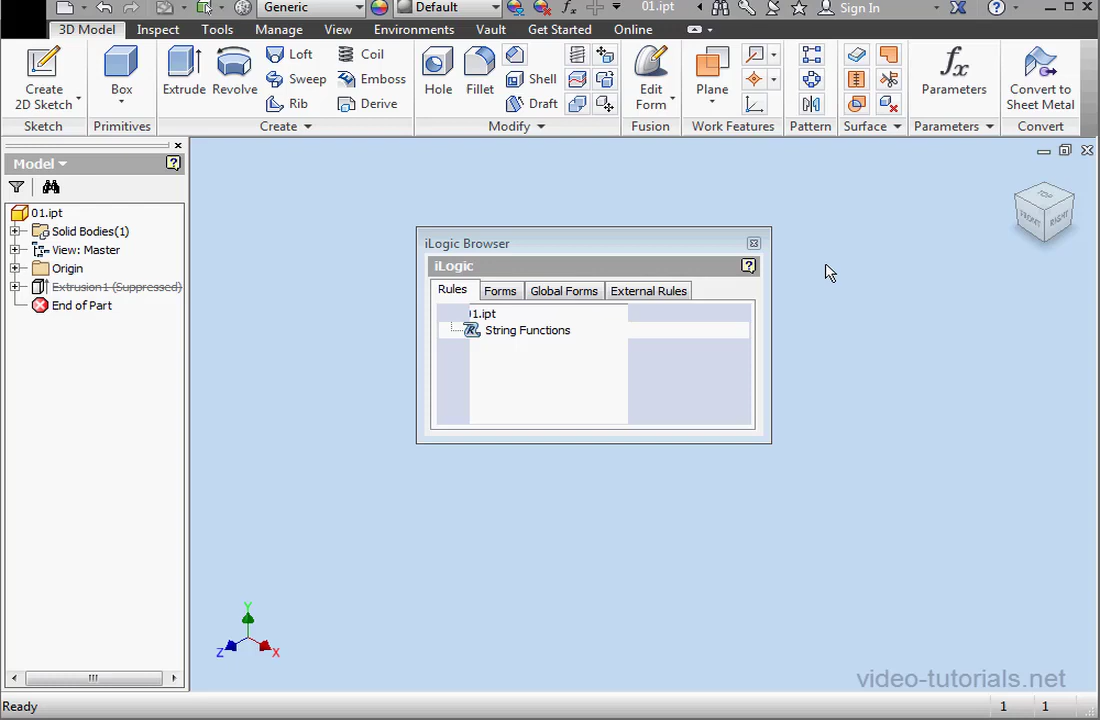 Generic
Default
01.ipt
Sign In
3D Model
Inspect
Tools
Manage
View
Environments
Vault
Get Started
Online
Create
2D Sketch
Box
Extrude
Revolve
Loft
Sweep
Rib
Coil
Emboss
Derive
Hole
Fillet
Shell
Draft
Edit
Form
Plane
Parameters
Convert to
Sheet Metal
Sketch
Primitives
Create
Modify
Fusion
Work Features
Pattern
Surface
Parameters
Convert
Model
01.ipt
Solid Bodies(1)
View: Master
Origin
Extrusion1 (Suppressed)
End of Part
iLogic Browser
iLogic
Rules
Forms
Global Forms
External Rules
01.ipt
String Functions
TOP
FRONT
RIGHT
Y
Z
X
video-tutorials.net
Ready
1
1